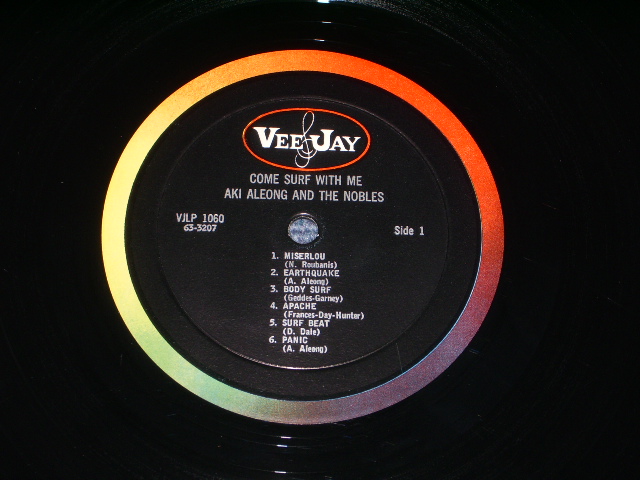 VEE JAY
COME SURF WITH ME
AKI ALEONG AND THE NOBLES
VJLP 1060
63-3207
Side 1
1. MISERLOU
(N. Roubanis)
2. EARTHQUAKE
(A. Aleong)
3. BODY SURF
(Geddes-Garney)
4. APACHE
(Frances-Day-Hunter)
5. SURF BEAT
(D. Dale)
6. PANIC
(A. Aleong)